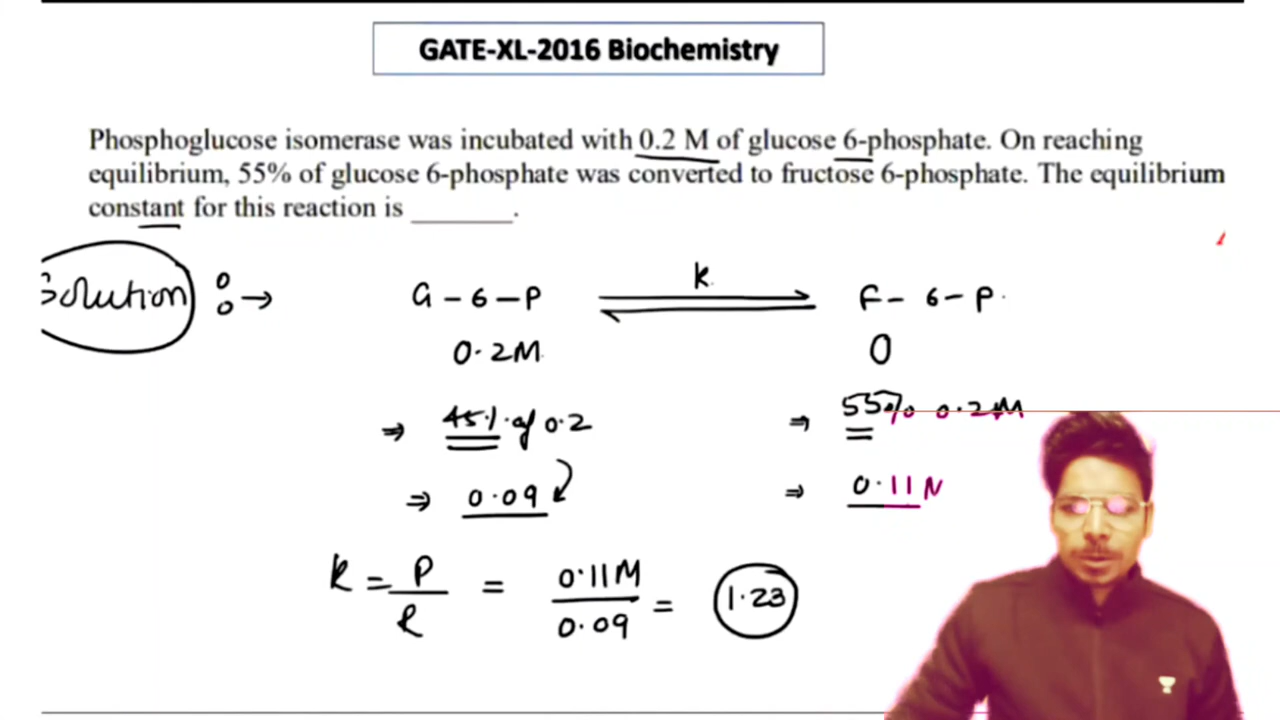 GATE-XL-2016 Biochemistry
Phosphoglucose isomerase was incubated with 0.2 M of glucose 6-phosphate. On reaching
equilibrium, 55% of glucose 6-phosphate was converted to fructose 6-phosphate. The equilibrium
constant for this reaction is ________.
Solution : → G-6-P ⇌ K F-6-P
0.2M 0
⇒ 45% of 0.2 ⇒ 55% 0.2M
⇒ 0.09 ⇒ 0.11
K = P/R = 0.11M/0.09 = 1.23